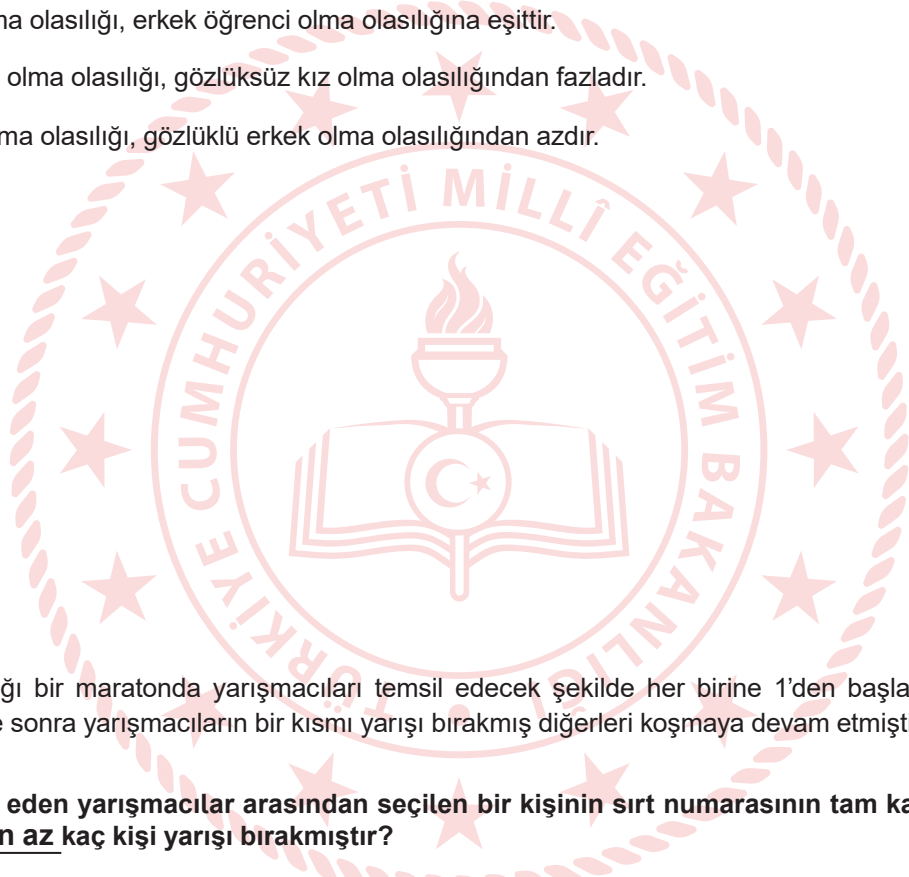 ma olasılığı, erkek öğrenci olma olasılığına eşittir.
olma olasılığı, gözlüksüz kız olma olasılığından fazladır.
ma olasılığı, gözlüklü erkek olma olasılığından azdır.
TÜRKİYE CUMHURİYETİ MİLLÎ EĞİTİM BAKANLIĞI
ğı bir maratonda yarışmacıları temsil edecek şekilde her birine 1’den başla
e sonra yarışmacıların bir kısmı yarışı bırakmış diğerleri koşmaya devam etmişti
eden yarışmacılar arasından seçilen bir kişinin sırt numarasının tam ka
n az kaç kişi yarışı bırakmıştır?